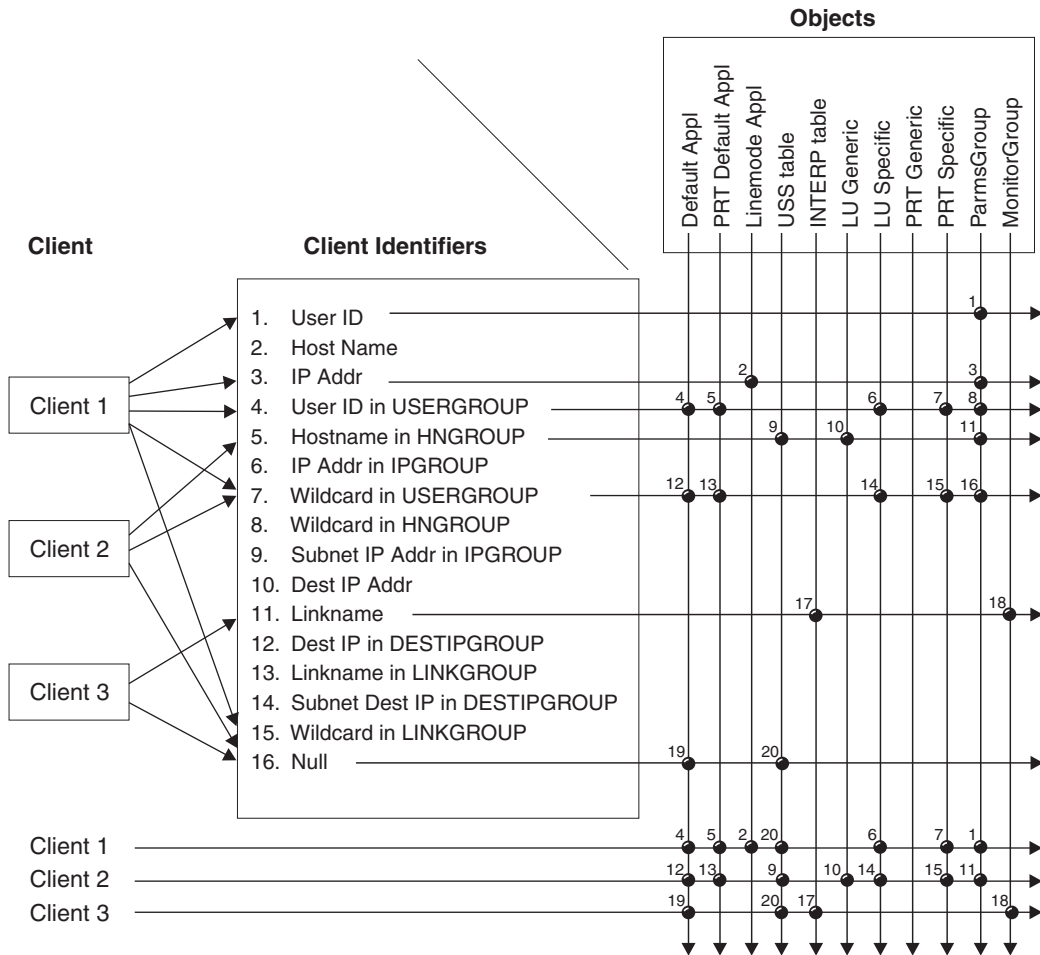 Objects
Default Appl
PRT Default Appl
Linemode Appl
USS table
INTERP table
LU Generic
LU Specific
PRT Generic
PRT Specific
ParmsGroup
MonitorGroup
Client
Client Identifiers
Client 1
Client 2
Client 3
1. User ID 1
2. Host Name
3. IP Addr 2 3
4. User ID in USERGROUP 4 5 6 7 8
5. Hostname in HNGROUP 9 10 11
6. IP Addr in IPGROUP
7. Wildcard in USERGROUP 12 13 14 15 16
8. Wildcard in HNGROUP
9. Subnet IP Addr in IPGROUP
10. Dest IP Addr
11. Linkname 17 18
12. Dest IP in DESTIPGROUP
13. Linkname in LINKGROUP
14. Subnet Dest IP in DESTIPGROUP
15. Wildcard in LINKGROUP
16. Null 19 20
Client 1 4 5 2 20 6 7 1
Client 2 12 13 9 10 14 15 11
Client 3 19 20 17 18